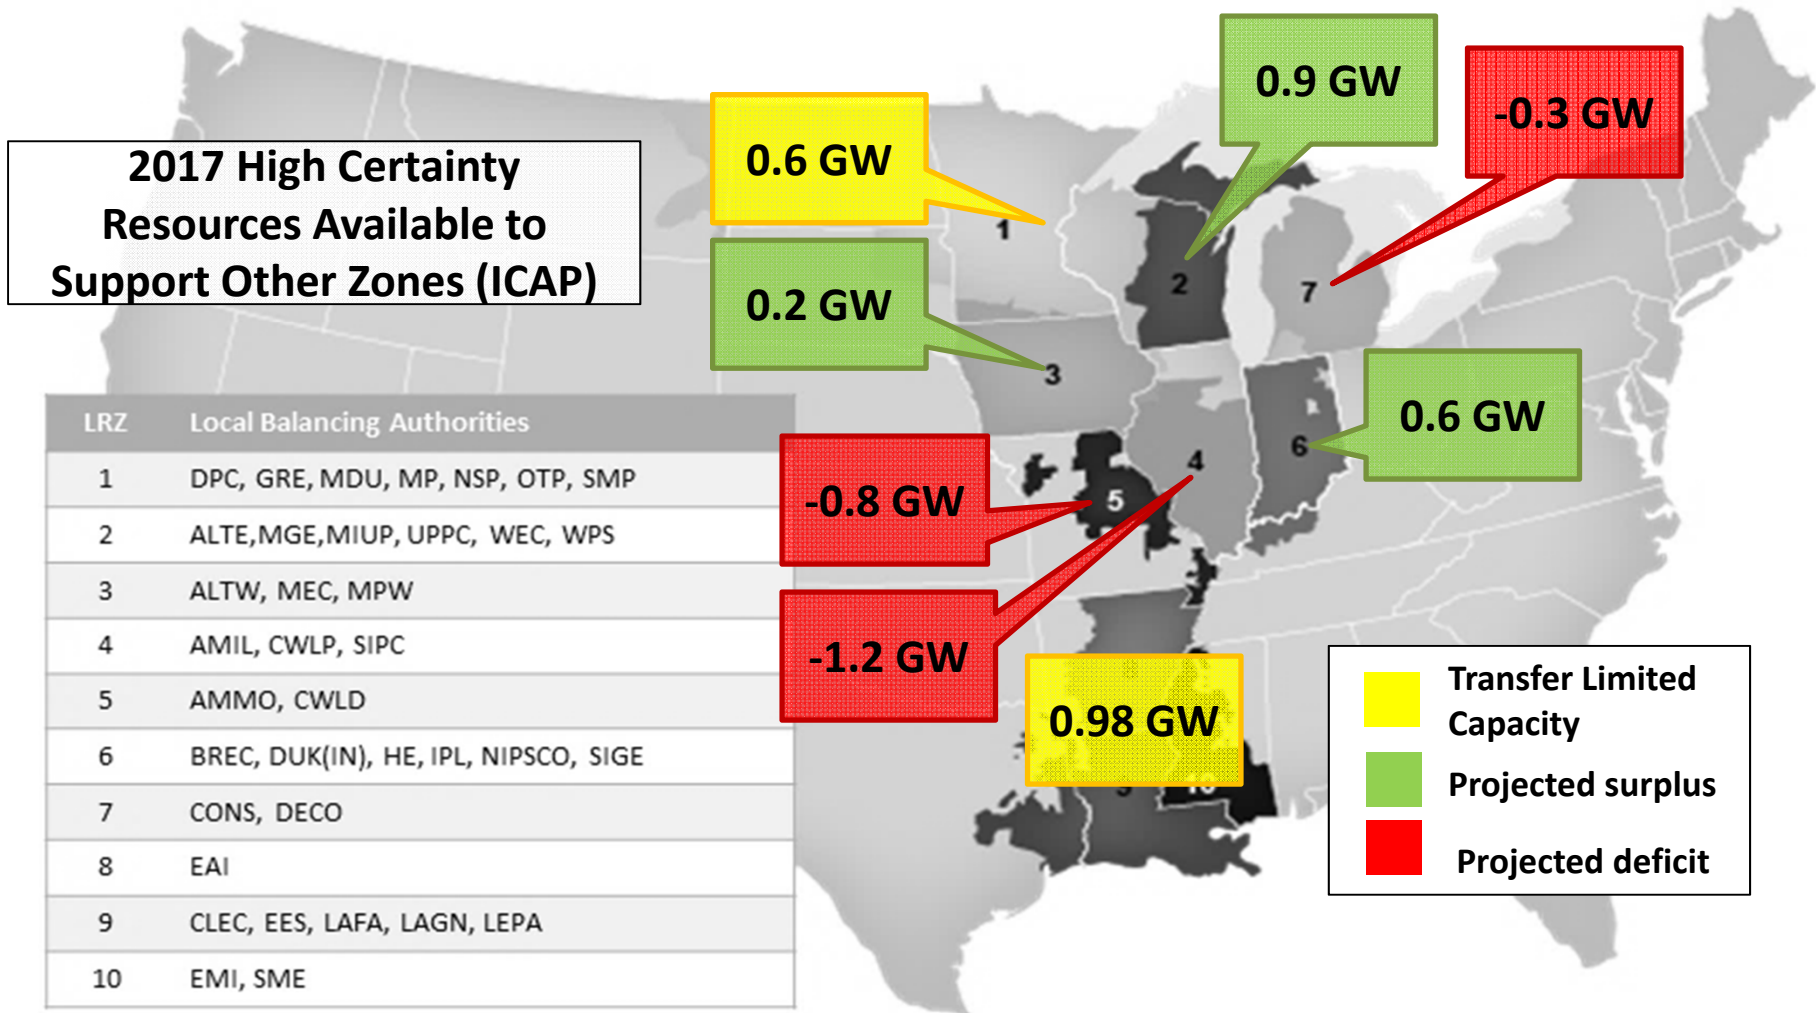 2017 High Certainty
Resources Available to
Support Other Zones (ICAP)
0.6 GW
0.9 GW
-0.3 GW
0.2 GW
0.6 GW
-0.8 GW
-1.2 GW
0.98 GW
1
2
7
3
6
4
5
9
10
LRZ Local Balancing Authorities
1 DPC, GRE, MDU, MP, NSP, OTP, SMP
2 ALTE,MGE,MIUP, UPPC, WEC, WPS
3 ALTW, MEC, MPW
4 AMIL, CWLP, SIPC
5 AMMO, CWLD
6 BREC, DUK(IN), HE, IPL, NIPSCO, SIGE
7 CONS, DECO
8 EAI
9 CLEC, EES, LAFA, LAGN, LEPA
10 EMI, SME
Transfer Limited
Capacity
Projected surplus
Projected deficit